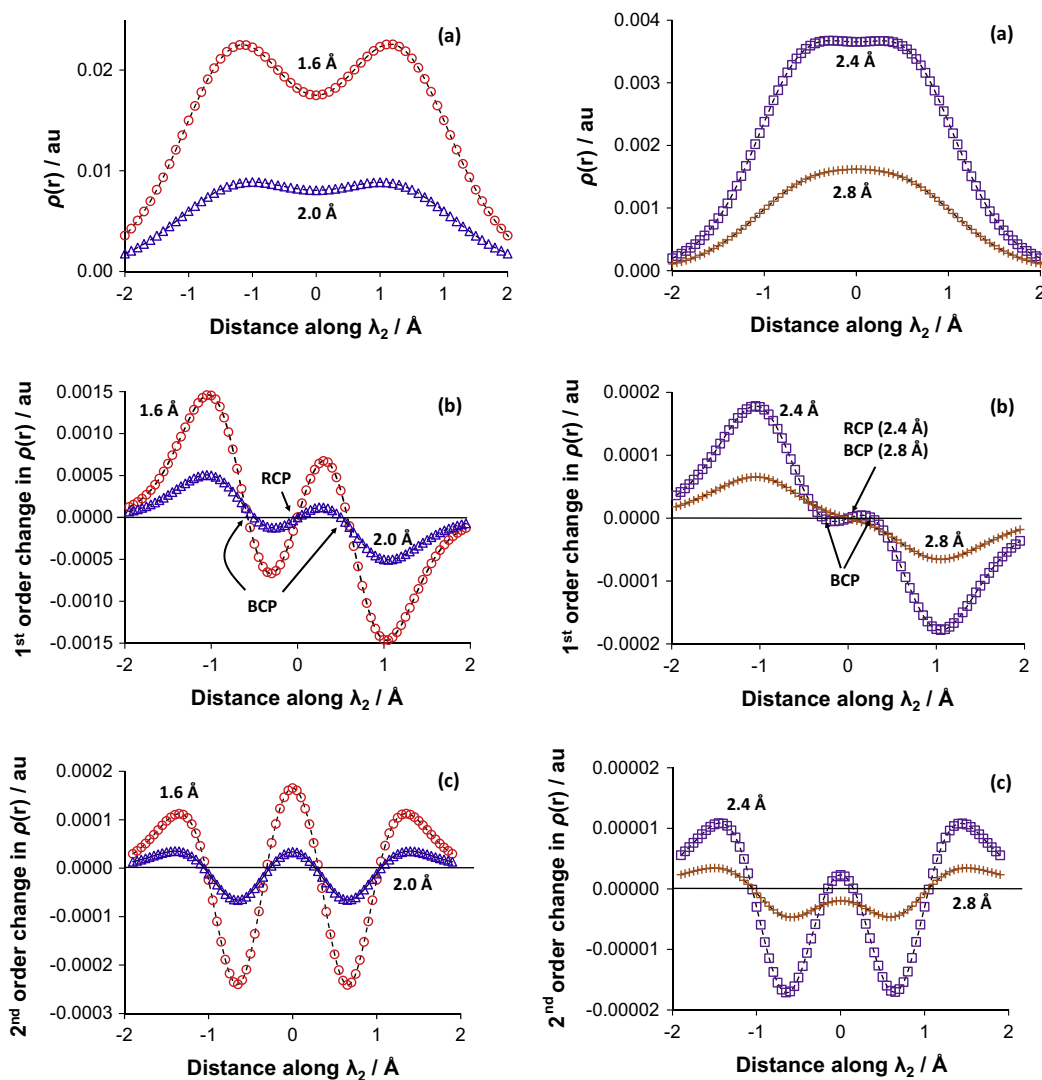 (a)
1.6 Å
2.0 Å
ρ(r) / au
0.02
0.01
0.00
-2 -1 0 1 2
Distance along λ2 / Å
(a)
2.4 Å
2.8 Å
ρ(r) / au
0.004
0.003
0.002
0.001
0.000
-2 -1 0 1 2
Distance along λ2 / Å
(b)
1.6 Å
RCP
2.0 Å
BCP
1st order change in ρ(r) / au
0.0015
0.0010
0.0005
0.0000
-0.0005
-0.0010
-0.0015
-2 -1 0 1 2
Distance along λ2 / Å
(b)
2.4 Å
RCP (2.4 Å)
BCP (2.8 Å)
2.8 Å
BCP
1st order change in ρ(r) / au
0.0002
0.0001
0.0000
-0.0001
-0.0002
-2 -1 0 1 2
Distance along λ2 / Å
(c)
1.6 Å
2.0 Å
2nd order change in ρ(r) / au
0.0002
0.0001
0.0000
-0.0001
-0.0002
-0.0003
-2 -1 0 1 2
Distance along λ2 / Å
(c)
2.4 Å
2.8 Å
2nd order change in ρ(r) / au
0.00002
0.00001
0.00000
-0.00001
-0.00002
-2 -1 0 1 2
Distance along λ2 / Å